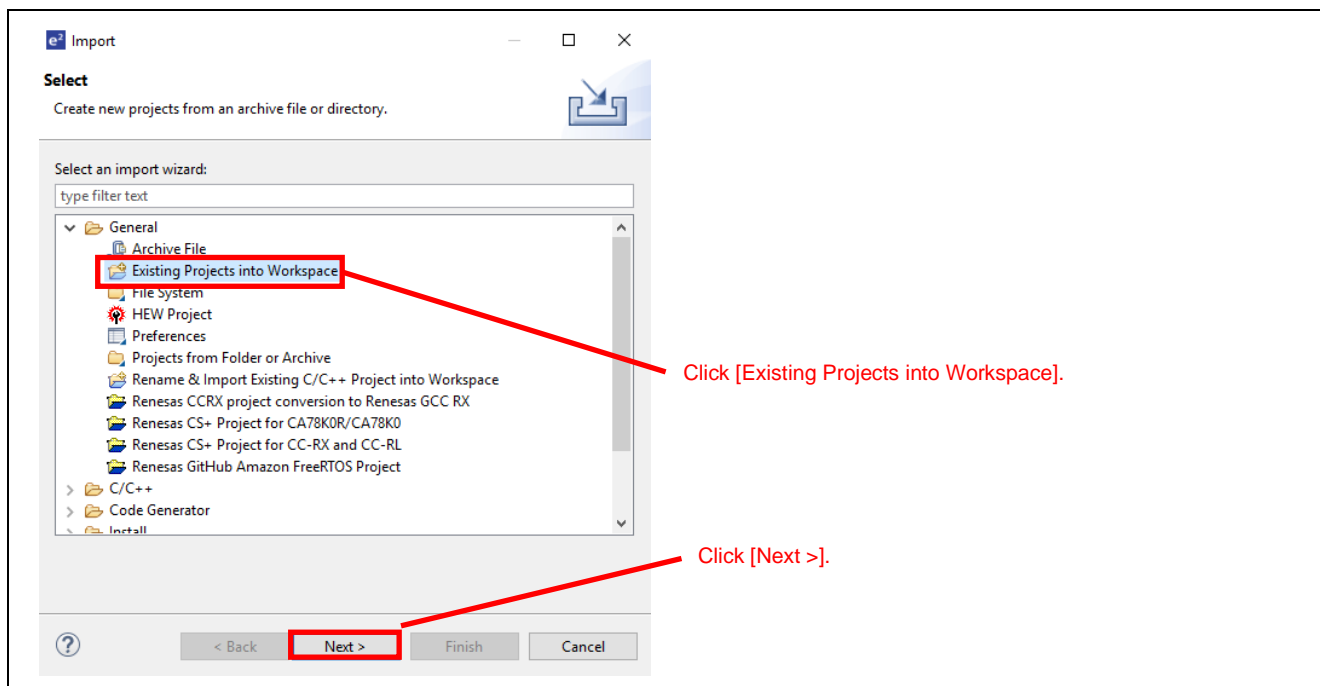 e² Import
Select
Create new projects from an archive file or directory.
Select an import wizard:
type filter text
General
Archive File
Existing Projects into Workspace
File System
HEW Project
Preferences
Projects from Folder or Archive
Rename & Import Existing C/C++ Project into Workspace
Click [Existing Projects into Workspace].
Renesas CCRX project conversion to Renesas GCC RX
Renesas CS+ Project for CA78K0R/CA78K0
Renesas CS+ Project for CC-RX and CC-RL
Renesas GitHub Amazon FreeRTOS Project
C/C++
Code Generator
Install
Click [Next >].
? < Back Next > Finish Cancel